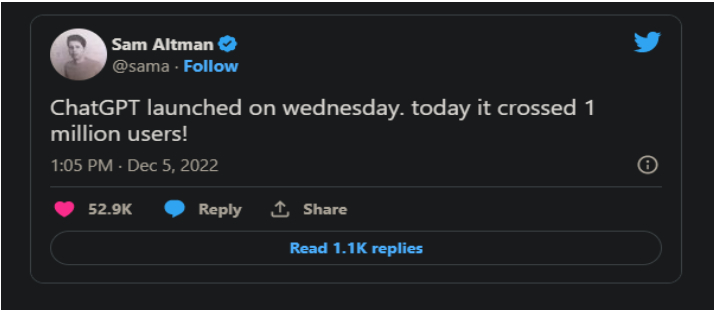 Sam Altman
@sama · Follow
ChatGPT launched on wednesday. today it crossed 1
million users!
1:05 PM · Dec 5, 2022
52.9K Reply Share
Read 1.1K replies